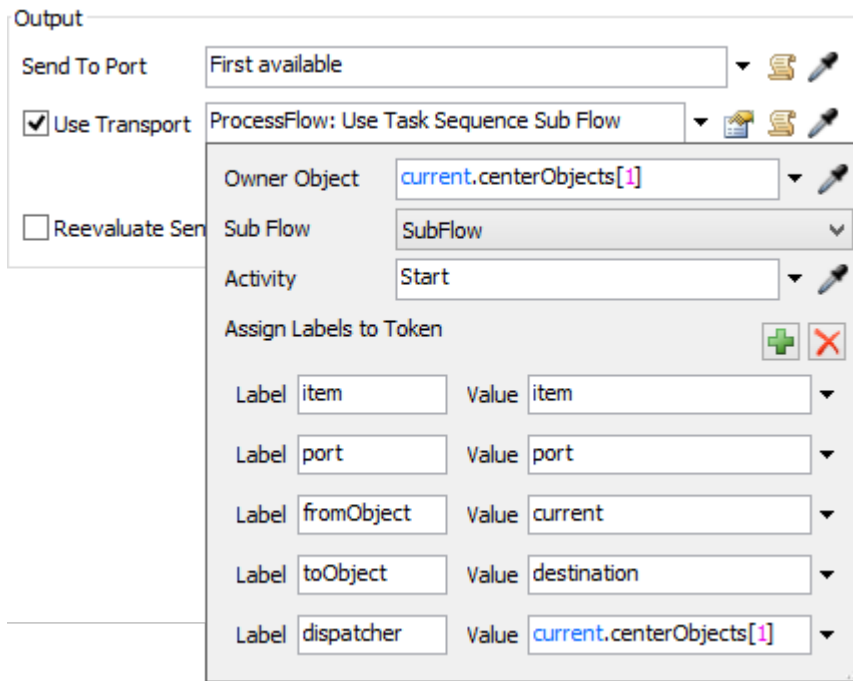 Output
Send To Port First available
Use Transport ProcessFlow: Use Task Sequence Sub Flow
Owner Object current.centerObjects[1]
Reevaluate Sen Sub Flow SubFlow
Activity Start
Assign Labels to Token
Label item Value item
Label port Value port
Label fromObject Value current
Label toObject Value destination
Label dispatcher Value current.centerObjects[1]